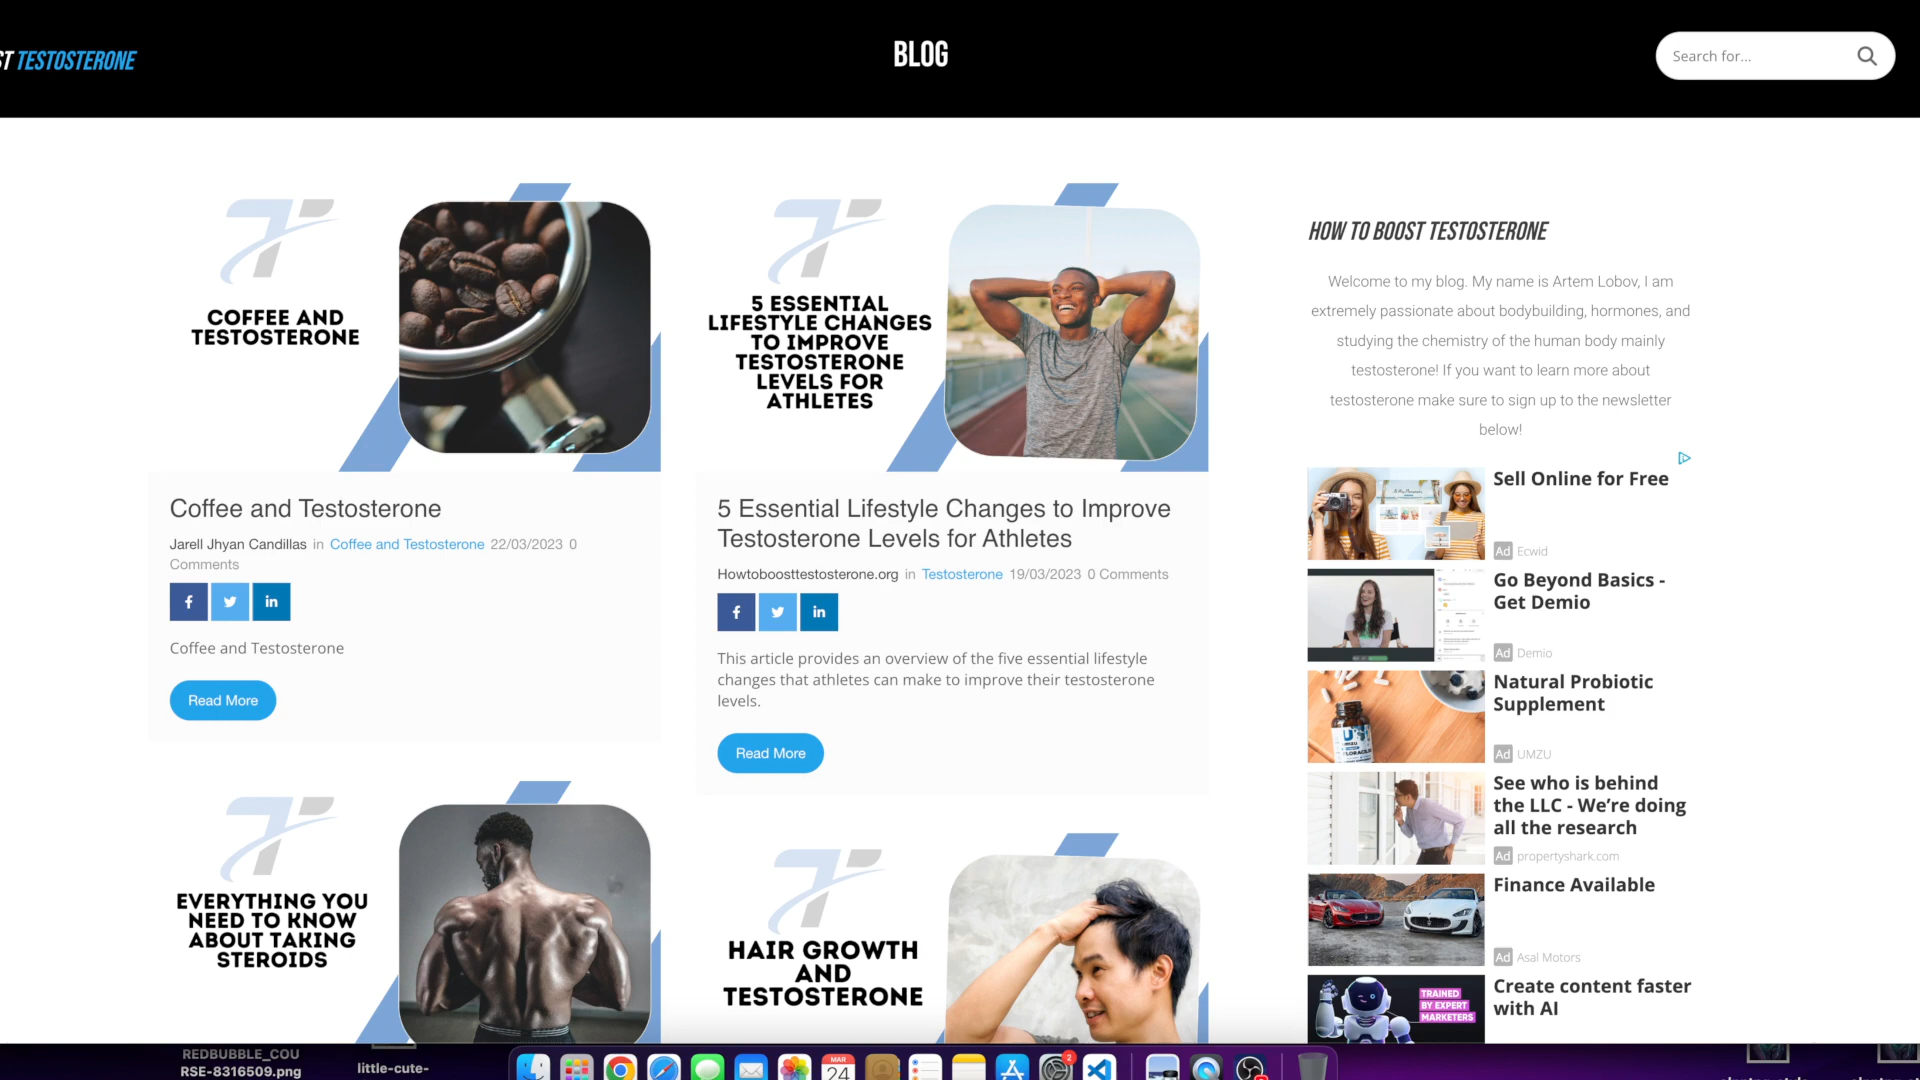 ST TESTOSTERONE
BLOG
Search for...
COFFEE AND
TESTOSTERONE
Coffee and Testosterone
Jarell Jhyan Candillas in Coffee and Testosterone 22/03/2023 0
Comments
Coffee and Testosterone
Read More
5 ESSENTIAL
LIFESTYLE CHANGES
TO IMPROVE
TESTOSTERONE
LEVELS FOR
ATHLETES
5 Essential Lifestyle Changes to Improve
Testosterone Levels for Athletes
Howtoboosttestosterone.org in Testosterone 19/03/2023 0 Comments
This article provides an overview of the five essential lifestyle
changes that athletes can make to improve their testosterone
levels.
Read More
EVERYTHING YOU
NEED TO KNOW
ABOUT TAKING
STEROIDS
HAIR GROWTH
AND
TESTOSTERONE
HOW TO BOOST TESTOSTERONE
Welcome to my blog. My name is Artem Lobov, I am
extremely passionate about bodybuilding, hormones, and
studying the chemistry of the human body mainly
testosterone! If you want to learn more about
testosterone make sure to sign up to the newsletter
below!
Sell Online for Free
Ad Ecwid
Go Beyond Basics -
Get Demio
Ad Demio
Natural Probiotic
Supplement
Ad UMZU
UMZU
See who is behind
the LLC - We're doing
all the research
Ad propertyshark.com
Finance Available
Ad Asal Motors
Create content faster
with AI
TRAINED
BY EXPERT
MARKETERS
REDBUBBLE_COU
RSE-8316509.png
little-cute-
MAR
24
2